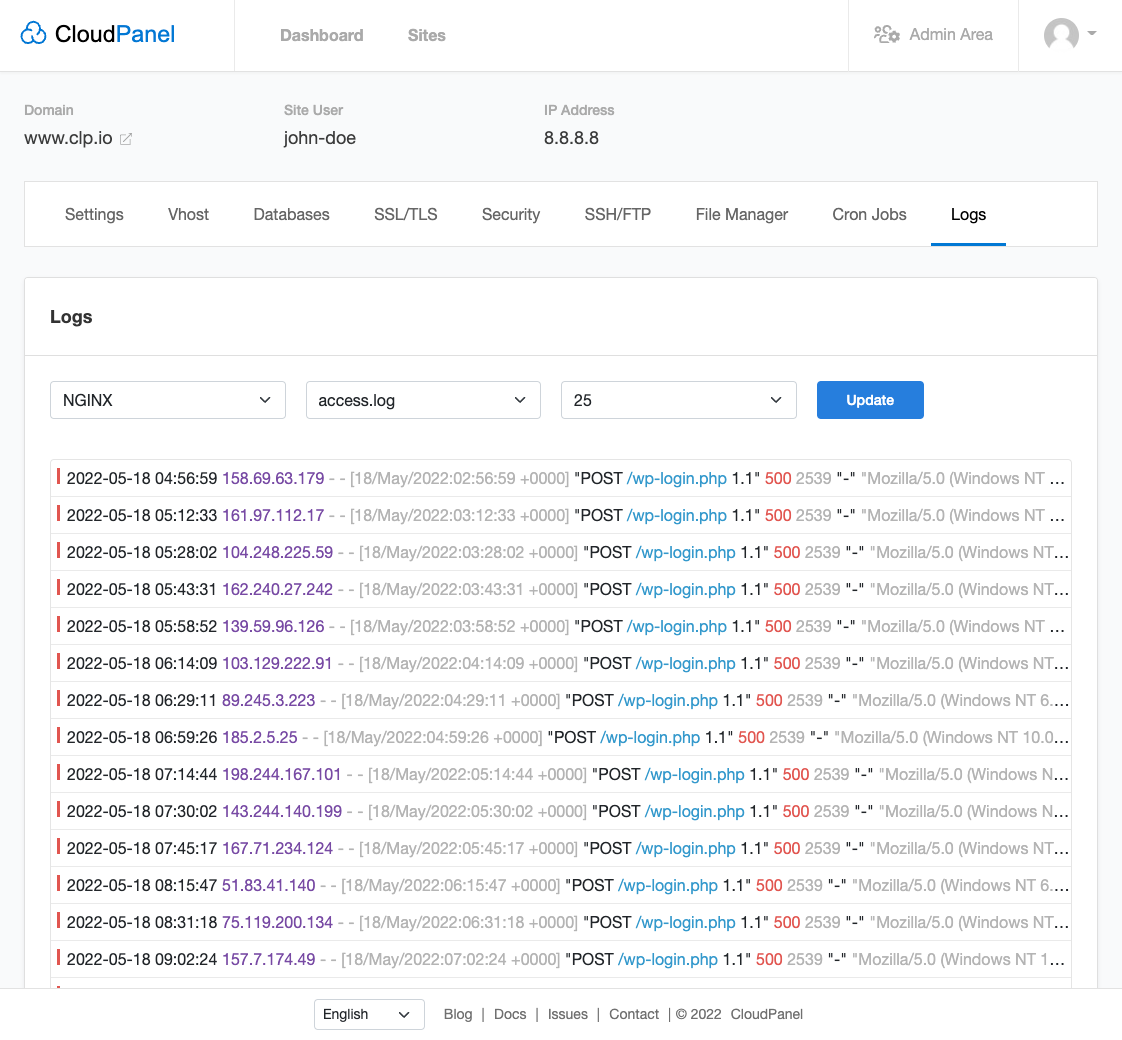 CloudPanel Dashboard Sites Admin Area
Domain Site User IP Address
www.clp.io john-doe 8.8.8.8
Settings Vhost Databases SSL/TLS Security SSH/FTP File Manager Cron Jobs Logs
Logs
NGINX access.log 25 Update
2022-05-18 04:56:59 158.69.63.179 - - [18/May/2022:02:56:59 +0000] "POST /wp-login.php 1.1" 500 2539 "-" "Mozilla/5.0 (Windows NT ...
2022-05-18 05:12:33 161.97.112.17 - - [18/May/2022:03:12:33 +0000] "POST /wp-login.php 1.1" 500 2539 "-" "Mozilla/5.0 (Windows NT ...
2022-05-18 05:28:02 104.248.225.59 - - [18/May/2022:03:28:02 +0000] "POST /wp-login.php 1.1" 500 2539 "-" "Mozilla/5.0 (Windows NT...
2022-05-18 05:43:31 162.240.27.242 - - [18/May/2022:03:43:31 +0000] "POST /wp-login.php 1.1" 500 2539 "-" "Mozilla/5.0 (Windows NT...
2022-05-18 05:58:52 139.59.96.126 - - [18/May/2022:03:58:52 +0000] "POST /wp-login.php 1.1" 500 2539 "-" "Mozilla/5.0 (Windows NT ...
2022-05-18 06:14:09 103.129.222.91 - - [18/May/2022:04:14:09 +0000] "POST /wp-login.php 1.1" 500 2539 "-" "Mozilla/5.0 (Windows NT...
2022-05-18 06:29:11 89.245.3.223 - - [18/May/2022:04:29:11 +0000] "POST /wp-login.php 1.1" 500 2539 "-" "Mozilla/5.0 (Windows NT 6....
2022-05-18 06:59:26 185.2.5.25 - - [18/May/2022:04:59:26 +0000] "POST /wp-login.php 1.1" 500 2539 "-" "Mozilla/5.0 (Windows NT 10.0...
2022-05-18 07:14:44 198.244.167.101 - - [18/May/2022:05:14:44 +0000] "POST /wp-login.php 1.1" 500 2539 "-" "Mozilla/5.0 (Windows N...
2022-05-18 07:30:02 143.244.140.199 - - [18/May/2022:05:30:02 +0000] "POST /wp-login.php 1.1" 500 2539 "-" "Mozilla/5.0 (Windows N...
2022-05-18 07:45:17 167.71.234.124 - - [18/May/2022:05:45:17 +0000] "POST /wp-login.php 1.1" 500 2539 "-" "Mozilla/5.0 (Windows NT...
2022-05-18 08:15:47 51.83.41.140 - - [18/May/2022:06:15:47 +0000] "POST /wp-login.php 1.1" 500 2539 "-" "Mozilla/5.0 (Windows NT 6....
2022-05-18 08:31:18 75.119.200.134 - - [18/May/2022:06:31:18 +0000] "POST /wp-login.php 1.1" 500 2539 "-" "Mozilla/5.0 (Windows NT...
2022-05-18 09:02:24 157.7.174.49 - - [18/May/2022:07:02:24 +0000] "POST /wp-login.php 1.1" 500 2539 "-" "Mozilla/5.0 (Windows NT 1...
English Blog | Docs | Issues | Contact | © 2022 CloudPanel